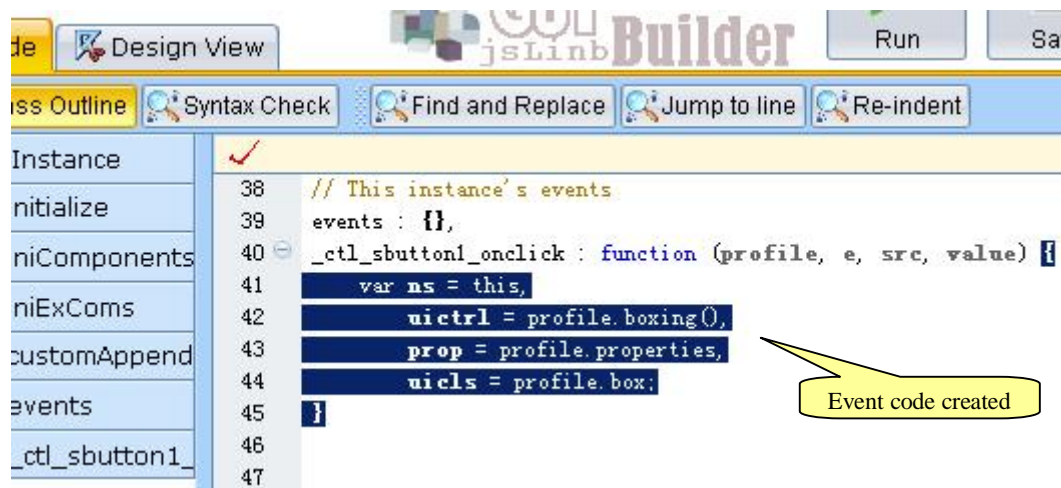 de Design View
jsLinb Builder
Run Sa
ass Outline Syntax Check Find and Replace Jump to line Re-indent
Instance
nitialize
niComponents
niExComs
customAppend
events
_ctl_sbutton1_
38 // This instance's events
39 events : {},
40 _ctl_sbutton1_onclick : function (profile, e, src, value) {
41 var ns = this,
42 uictrl = profile.boxing(),
43 prop = profile.properties,
44 uicls = profile.box;
45 }
46
47
Event code created